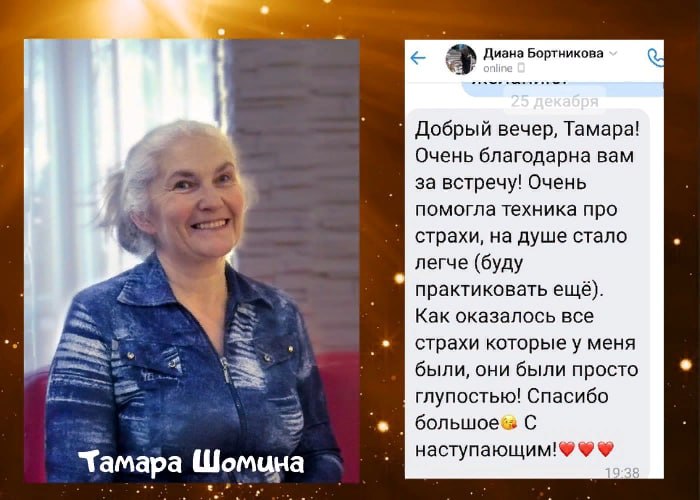 Тамара Шомина
Диана Бортникова
online
25 декабря
Добрый вечер, Тамара!
Очень благодарна вам
за встречу! Очень
помогла техника про
страхи, на душе стало
легче (буду
практиковать ещё).
Как оказалось все
страхи которые у меня
были, они были просто
глупостью! Спасибо
большое😘 С
наступающим!❤❤❤
19:38